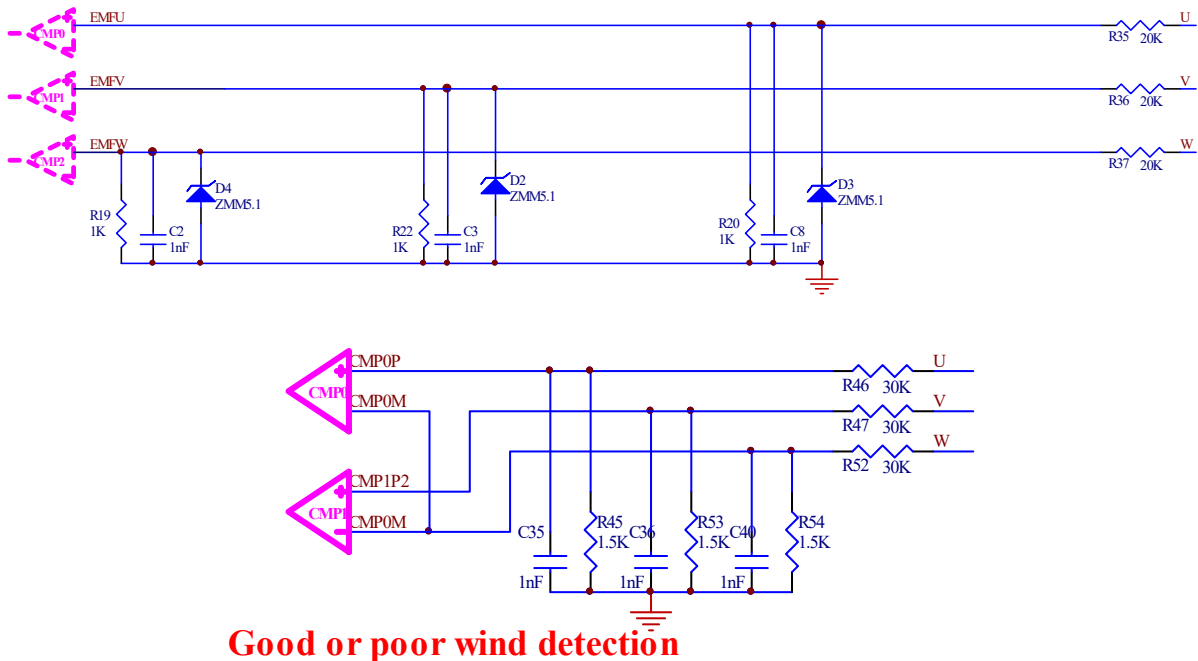 EMFU
CMP0
R35 20K
U
EMFV
CMP1
R36 20K
V
EMFW
CMP2
R37 20K
W
R19
1K
C2
1nF
D4
ZMM5.1
R22
1K
C3
1nF
D2
ZMM5.1
R20
1K
C8
1nF
D3
ZMM5.1
CMP0P
CMP0
CMP0M
R46 30K
U
R47 30K
V
R52 30K
W
CMP1P2
CMP1
CMP0M
C35
1nF
R45
1.5K
C36
1nF
R53
1.5K
C40
1nF
R54
1.5K
Good or poor wind detection